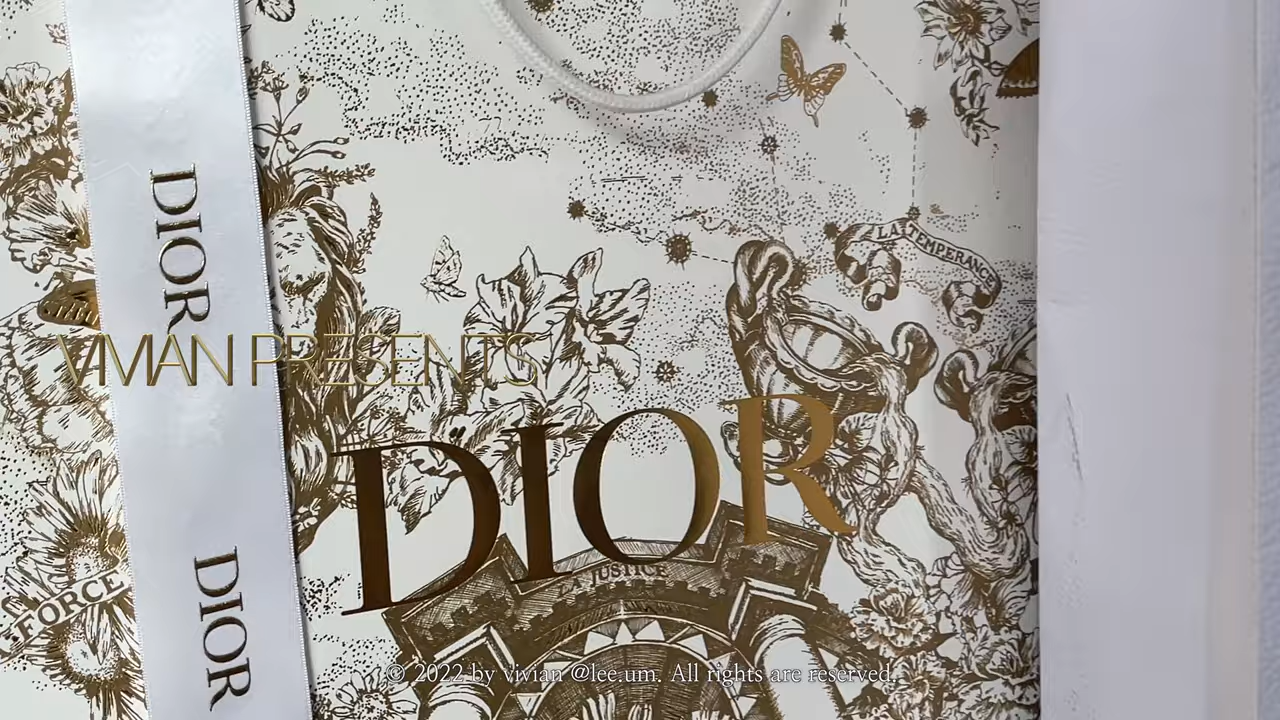 LA TEMPERANCE
DIOR
VIVIAN PRESENTS
DIOR
LA JUSTICE
FORCE
DIOR
© 2022 by vivian @lee.um. All rights are reserved.